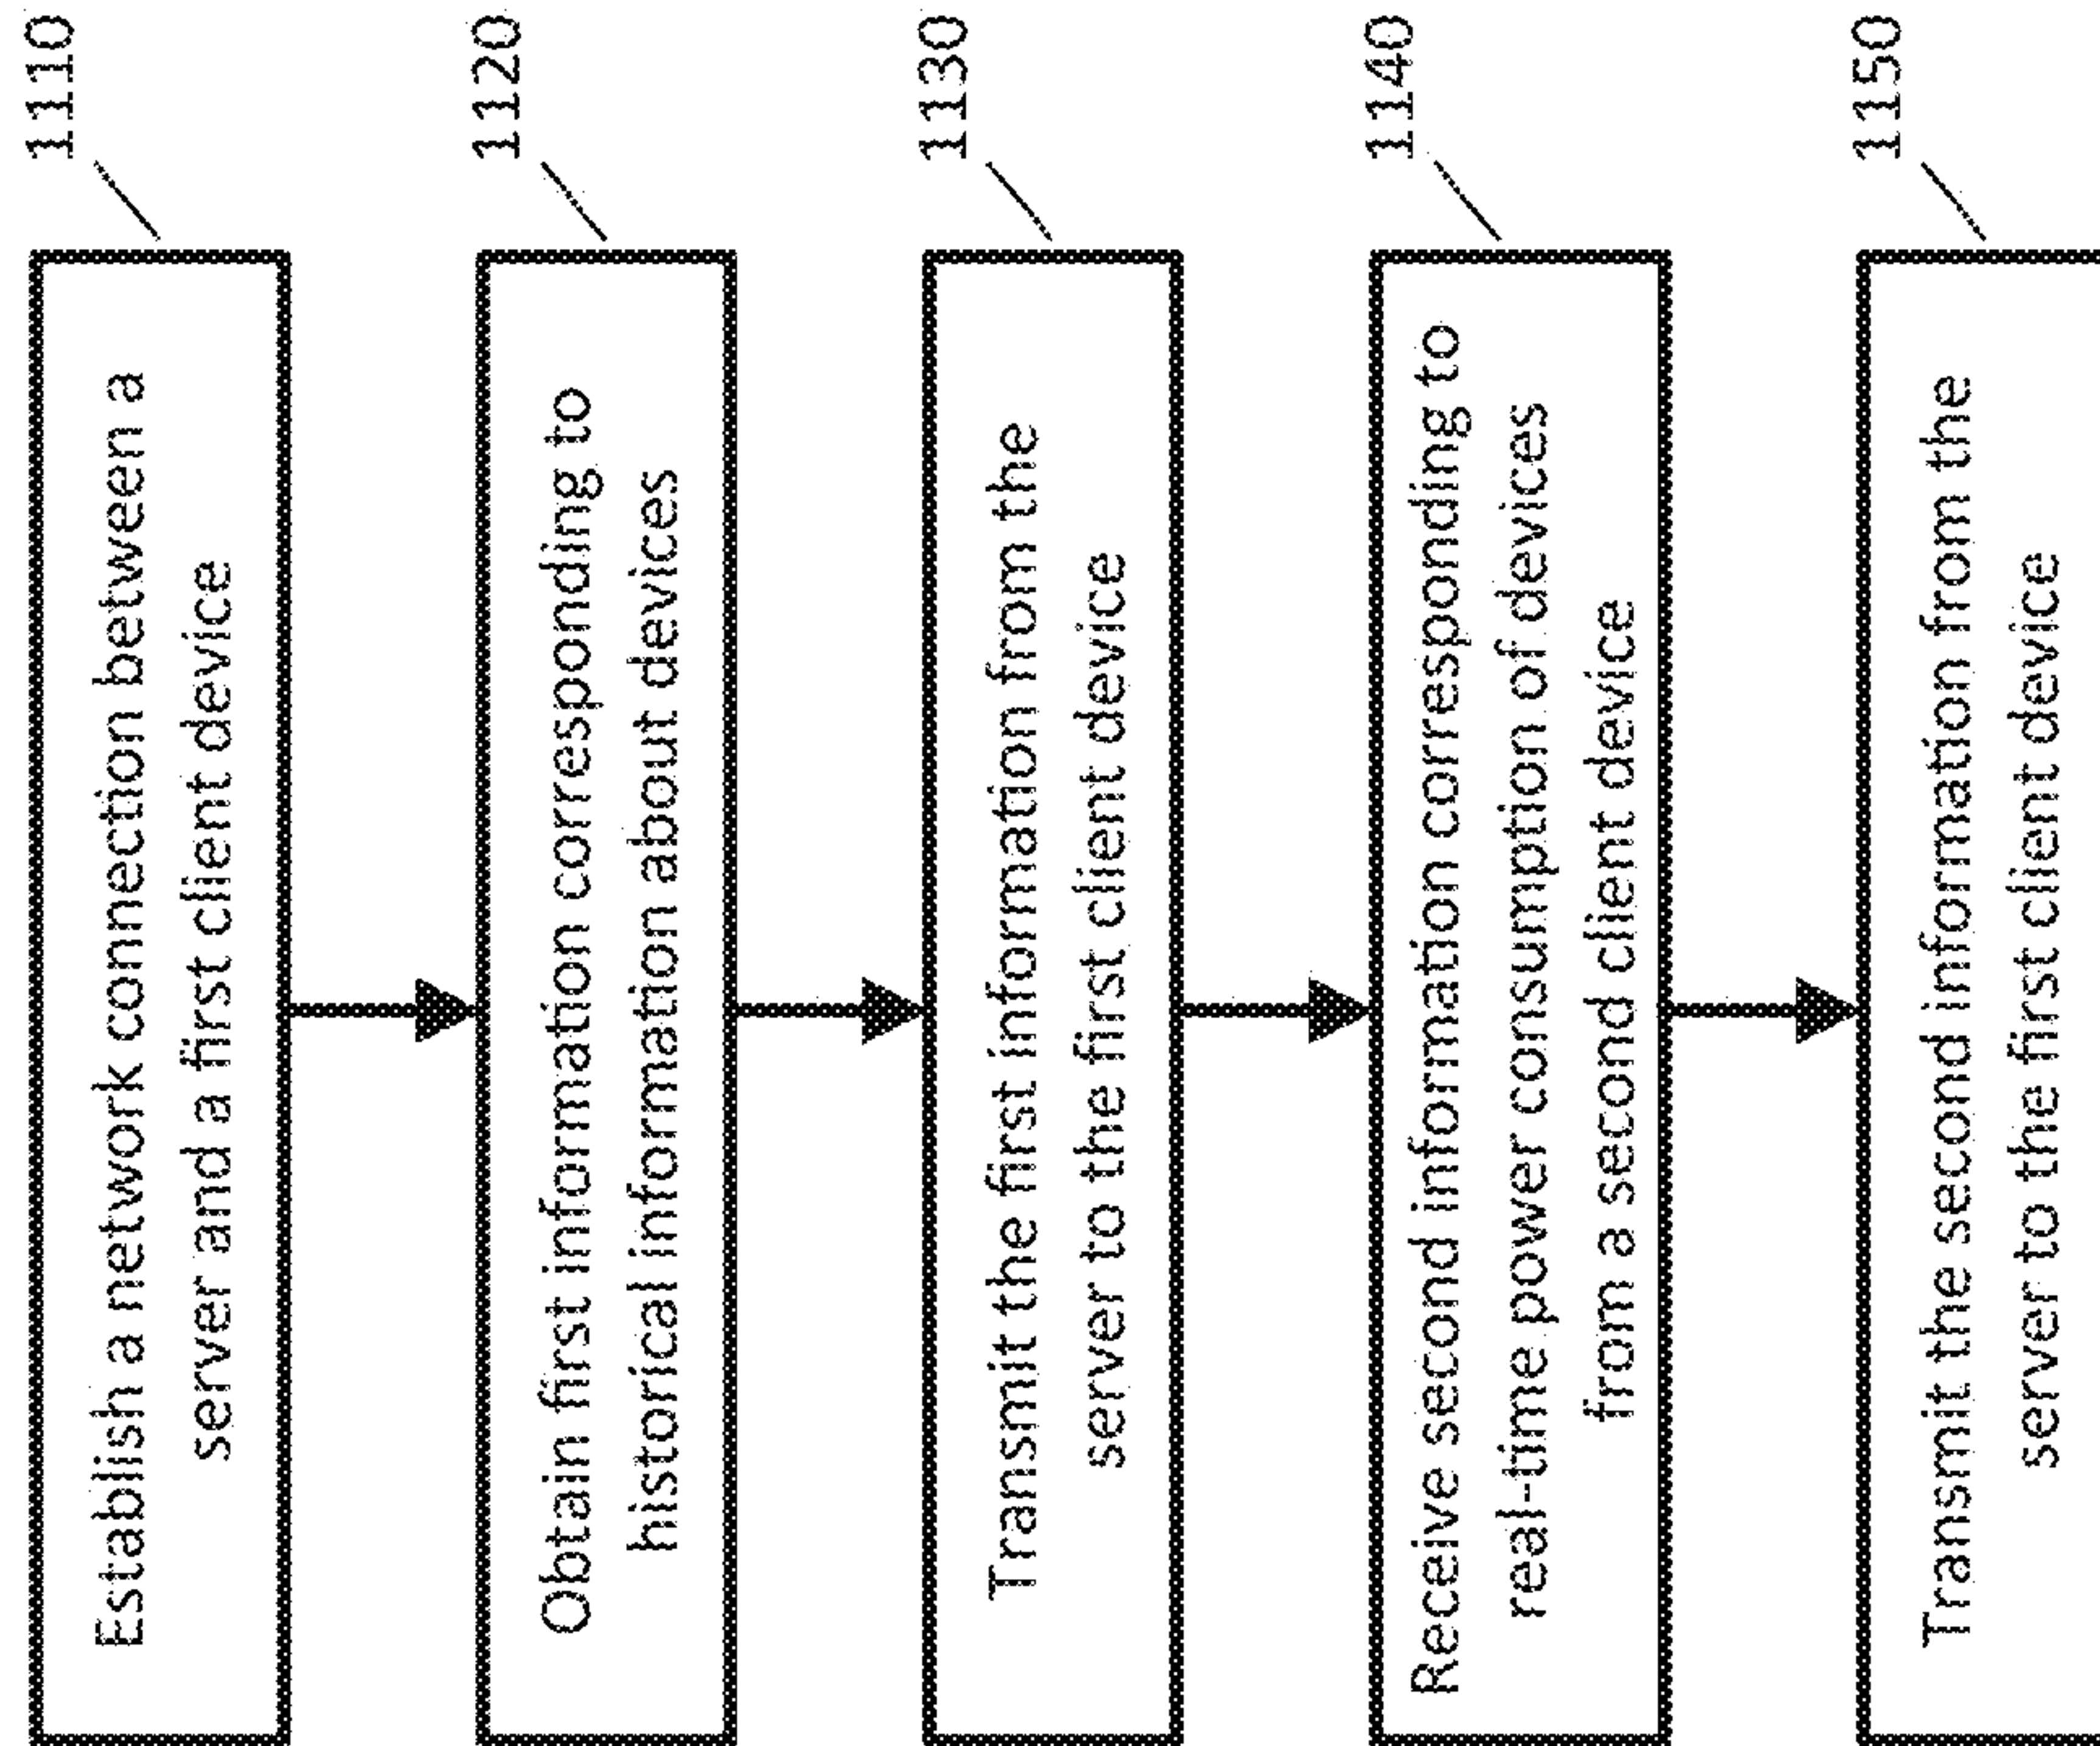 1110
Establish a network connection between a
server and a first client device
1120
Obtain first information corresponding to
historical information about devices
1130
Transmit the first information from the
server to the first client device
1140
Receive second information corresponding to
real-time power consumption of devices
from a second client device
1150
Transmit the second information from the
server to the first client device